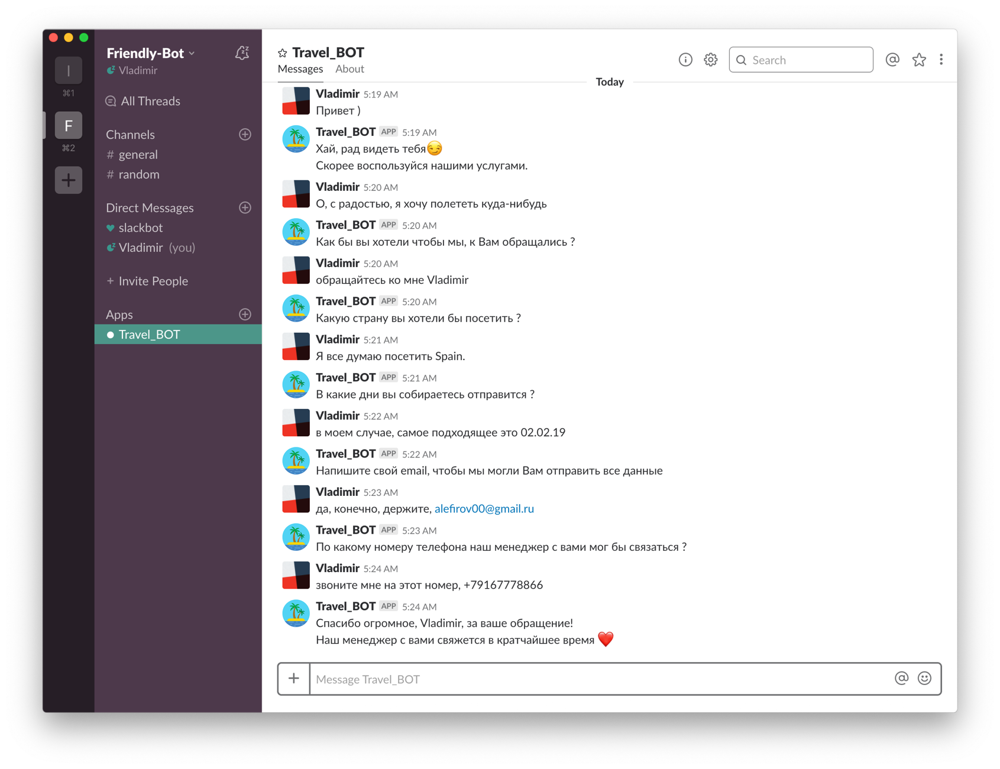 I
⌘1
F
⌘2
Friendly-Bot
Vladimir
All Threads
Channels
# general
# random
Direct Messages
slackbot
Vladimir (you)
+ Invite People
Apps
Travel_BOT
Travel_BOT
Messages About
Search
Today
Vladimir 5:19 AM
Привет )
Travel_BOT APP 5:19 AM
Хай, рад видеть тебя😏
Скорее воспользуйся нашими услугами.
Vladimir 5:20 AM
О, с радостью, я хочу полететь куда-нибудь
Travel_BOT APP 5:20 AM
Как бы вы хотели чтобы мы, к Вам обращались ?
Vladimir 5:20 AM
обращайтесь ко мне Vladimir
Travel_BOT APP 5:20 AM
Какую страну вы хотели бы посетить ?
Vladimir 5:21 AM
Я все думаю посетить Spain.
Travel_BOT APP 5:21 AM
В какие дни вы собираетесь отправится ?
Vladimir 5:22 AM
в моем случае, самое подходящее это 02.02.19
Travel_BOT APP 5:22 AM
Напишите свой email, чтобы мы могли Вам отправить все данные
Vladimir 5:23 AM
да, конечно, держите, alefirov00@gmail.ru
Travel_BOT APP 5:23 AM
По какому номеру телефона наш менеджер с вами мог бы связаться ?
Vladimir 5:24 AM
звоните мне на этот номер, +79167778866
Travel_BOT APP 5:24 AM
Спасибо огромное, Vladimir, за ваше обращение!
Наш менеджер с вами свяжется в кратчайшее время ❤️
Message Travel_BOT